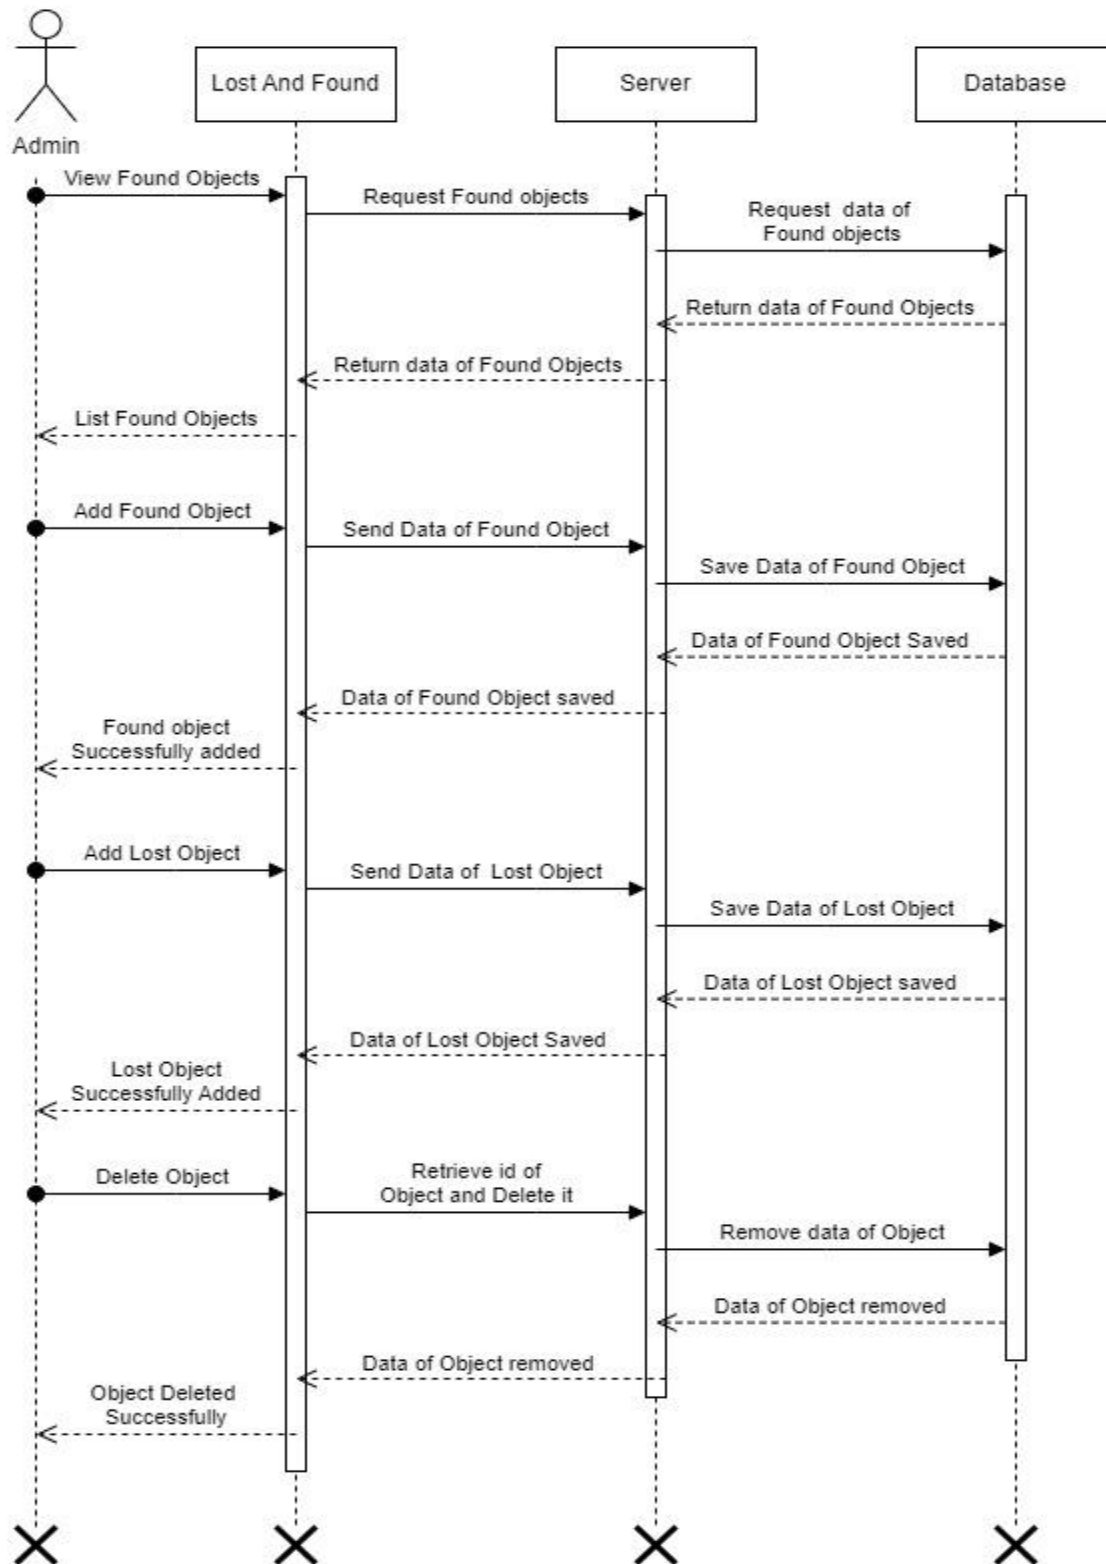 Lost And Found
Server
Database
Admin
View Found Objects
Request Found objects
Request data of
Found objects
Return data of Found Objects
Return data of Found Objects
List Found Objects
Add Found Object
Send Data of Found Object
Save Data of Found Object
Data of Found Object Saved
Data of Found Object saved
Found object
Successfully added
Add Lost Object
Send Data of Lost Object
Save Data of Lost Object
Data of Lost Object saved
Data of Lost Object Saved
Lost Object
Successfully Added
Delete Object
Retrieve id of
Object and Delete it
Remove data of Object
Data of Object removed
Data of Object removed
Object Deleted
Successfully